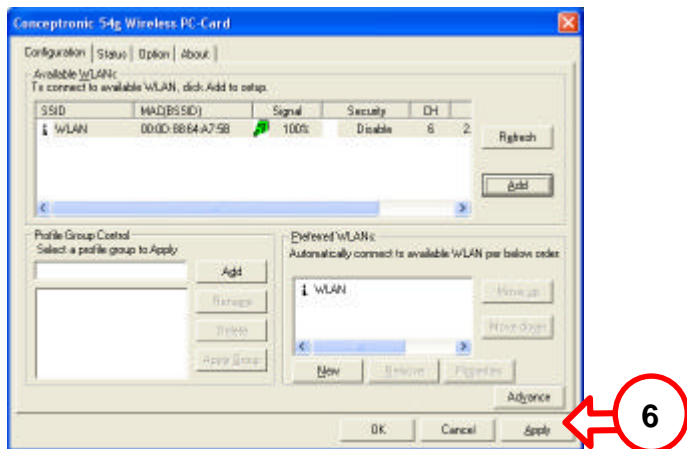 Conceptronic 54g Wireless PC-Card
Configuration Status Option About
Available WLANs
To connect to available WLAN, click Add to setup.
SSID MAC(BSSID) Signal Security CH
WLAN 00:0D:88:64:A7:5B 100% Disable 6 2
Refresh
Add
Profile Group Control
Select a profile group to Apply
Add
Rename
Delete
Apply Group
Preferred WLANs
Automatically connect to available WLAN per below order
WLAN
Move up
Move down
New Remove Properties
Advance
OK Cancel Apply
6